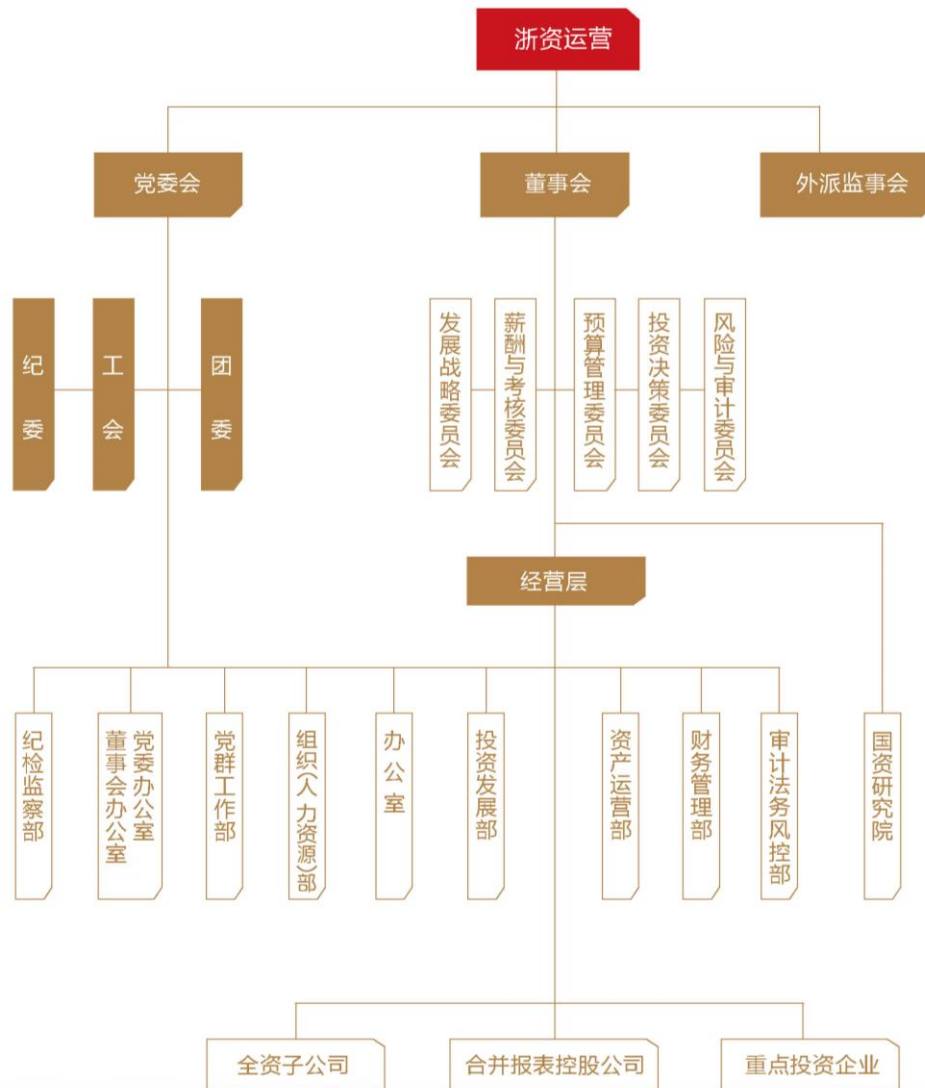 浙资运营
党委会
董事会
外派监事会
纪委
工会
团委
发展战略委员会
薪酬与考核委员会
预算管理委员会
投资决策委员会
风险与审计委员会
经营层
纪检监察部
党委办公室
董事会办公室
党群工作部
组织(人力资源)部
办公室
投资发展部
资产运营部
财务管理部
审计法务风控部
国资研究院
全资子公司
合并报表控股公司
重点投资企业